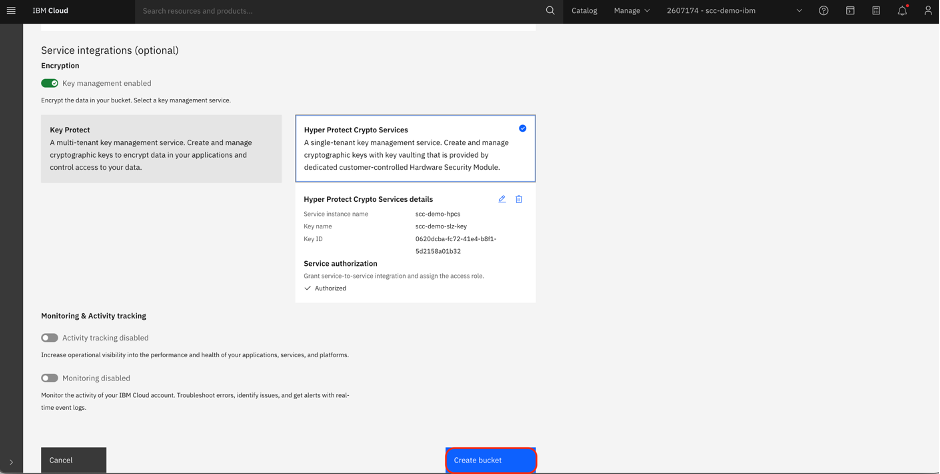 IBM Cloud
Search resources and products...
Catalog
Manage
2607174 - scc-demo-ibm
Service integrations (optional)
Encryption
Key management enabled
Encrypt the data in your bucket. Select a key management service.
Key Protect
A multi-tenant key management service. Create and manage
cryptographic keys to encrypt data in your applications and
control access to your data.
Hyper Protect Crypto Services
A single-tenant key management service. Create and manage
cryptographic keys with key vaulting that is provided by
dedicated customer-controlled Hardware Security Module.
Hyper Protect Crypto Services details
Service instance name scc-demo-hpcs
Key name scc-demo-slz-key
Key ID 0620dcba-fc72-41e4-b8f1-
5d2158a01b32
Service authorization
Grant service-to-service integration and assign the access role.
Authorized
Monitoring & Activity tracking
Activity tracking disabled
Increase operational visibility into the performance and health of your applications, services, and platforms.
Monitoring disabled
Monitor the activity of your IBM Cloud account. Troubleshoot errors, identify issues, and get alerts with real-
time event logs.
Cancel
Create bucket